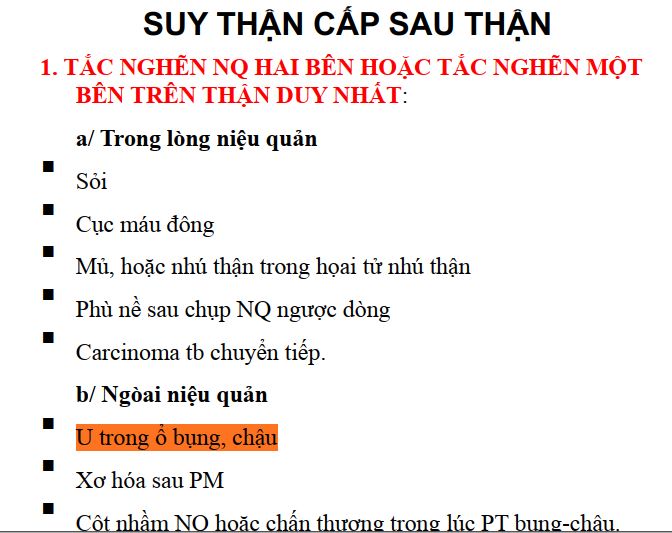 SUY THẬN CẤP SAU THẬN
1. TẮC NGHẼN NQ HAI BÊN HOẶC TẮC NGHẼN MỘT
BÊN TRÊN THẬN DUY NHẤT:
a/ Trong lòng niệu quản
Sỏi
Cục máu đông
Mủ, hoặc nhú thận trong họai tử nhú thận
Phù nề sau chụp NQ ngược dòng
Carcinoma tb chuyển tiếp.
b/ Ngòai niệu quản
U trong ổ bụng, chậu
Xơ hóa sau PM
Cột nhầm NQ hoặc chấn thương trong lúc PT bụng-chậu.